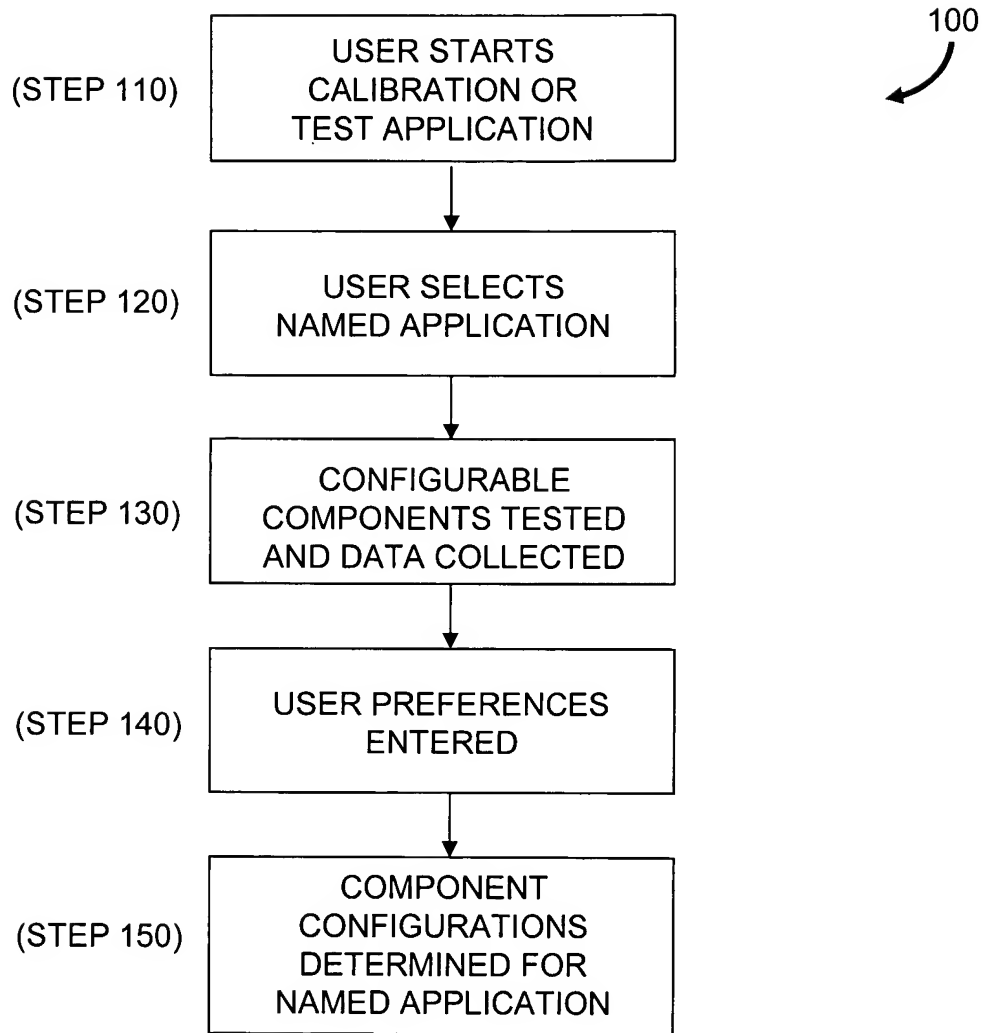 100
(STEP 110)
USER STARTS
CALIBRATION OR
TEST APPLICATION
(STEP 120)
USER SELECTS
NAMED APPLICATION
(STEP 130)
CONFIGURABLE
COMPONENTS TESTED
AND DATA COLLECTED
(STEP 140)
USER PREFERENCES
ENTERED
(STEP 150)
COMPONENT
CONFIGURATIONS
DETERMINED FOR
NAMED APPLICATION